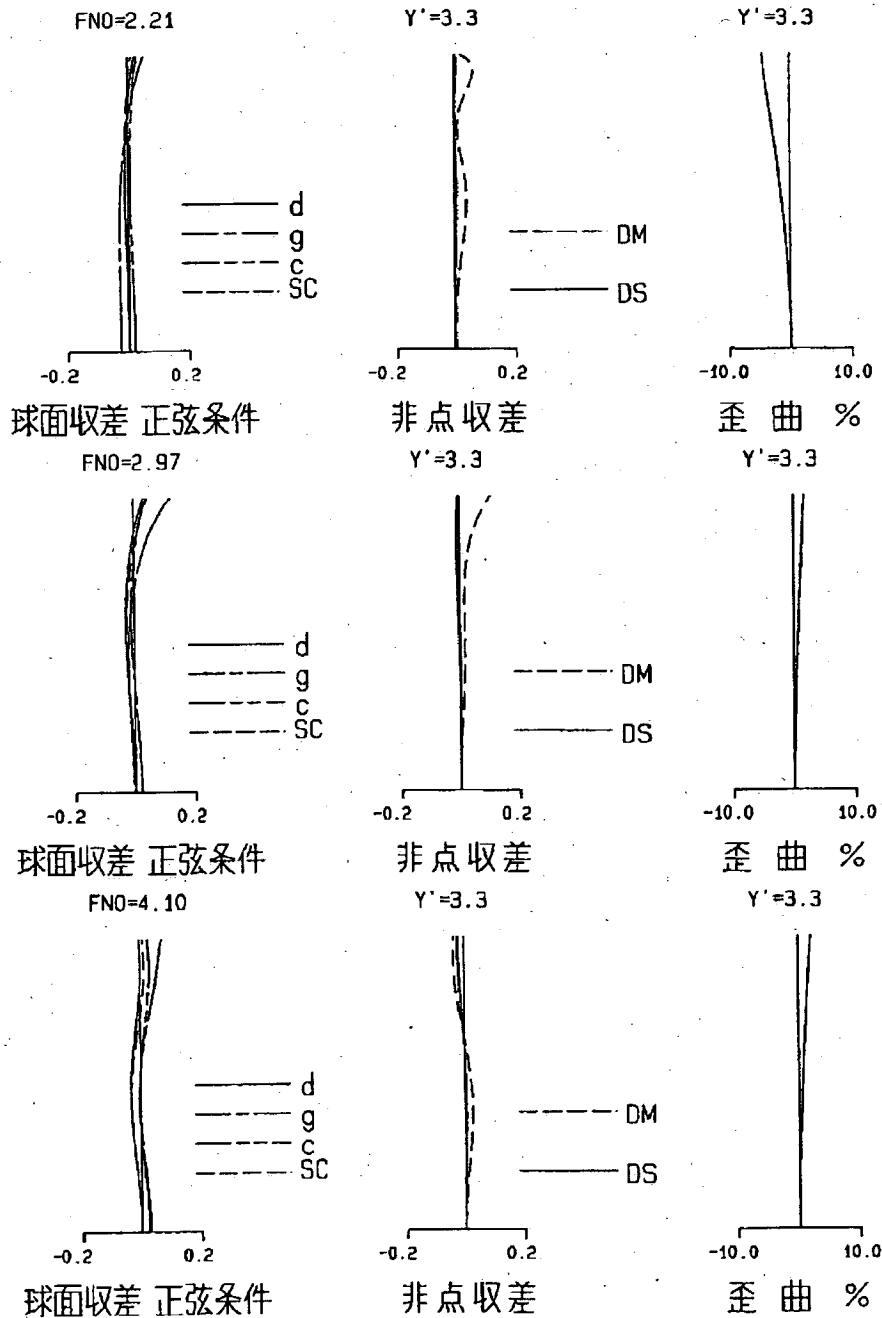 FNO=2.21
Y'=3.3
Y'=3.3
d
g
c
SC
DM
DS
-0.2 0.2
-0.2 0.2
-10.0 10.0
球面収差 正弦条件
非点収差
歪曲 %
FNO=2.97
Y'=3.3
Y'=3.3
d
g
c
SC
DM
DS
-0.2 0.2
-0.2 0.2
-10.0 10.0
球面収差 正弦条件
非点収差
歪曲 %
FNO=4.10
Y'=3.3
Y'=3.3
d
g
c
SC
DM
DS
-0.2 0.2
-0.2 0.2
-10.0 10.0
球面収差 正弦条件
非点収差
歪曲 %